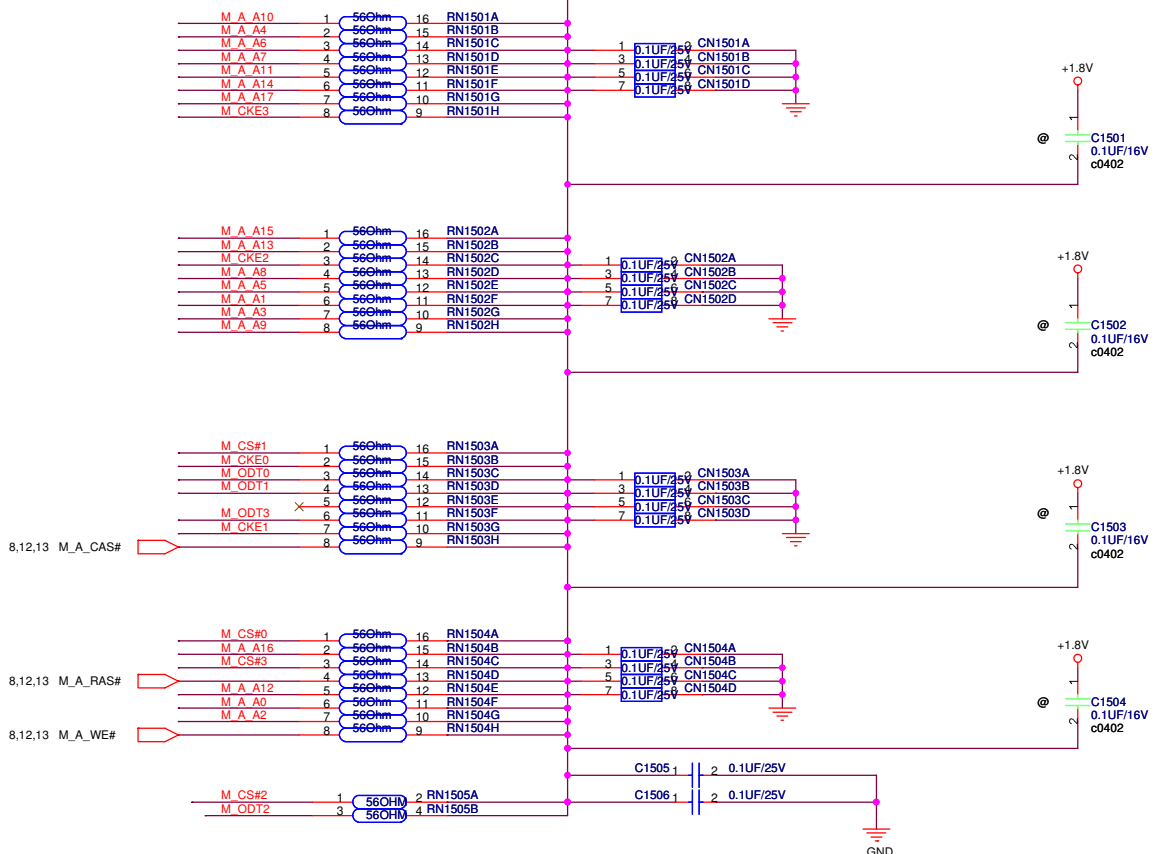 M_A_A10 1 56Ohm 16 RN1501A
M_A_A4 2 56Ohm 15 RN1501B
M_A_A6 3 56Ohm 14 RN1501C 1 0.1UF/25V CN1501A
M_A_A7 4 56Ohm 13 RN1501D 3 0.1UF/25V CN1501B
M_A_A11 5 56Ohm 12 RN1501E 5 0.1UF/25V CN1501C
M_A_A14 6 56Ohm 11 RN1501F 7 0.1UF/25V CN1501D
M_A_A17 7 56Ohm 10 RN1501G
M_CKE3 8 56Ohm 9 RN1501H
+1.8V
1
@ C1501
0.1UF/16V
2 c0402
M_A_A15 1 56Ohm 16 RN1502A
M_A_A13 2 56Ohm 15 RN1502B
M_CKE2 3 56Ohm 14 RN1502C 1 0.1UF/25V CN1502A
M_A_A8 4 56Ohm 13 RN1502D 3 0.1UF/25V CN1502B
M_A_A5 5 56Ohm 12 RN1502E 5 0.1UF/25V CN1502C
M_A_A1 6 56Ohm 11 RN1502F 7 0.1UF/25V CN1502D
M_A_A3 7 56Ohm 10 RN1502G
M_A_A9 8 56Ohm 9 RN1502H
+1.8V
1
@ C1502
0.1UF/16V
2 c0402
M_CS#1 1 56Ohm 16 RN1503A
M_CKE0 2 56Ohm 15 RN1503B
M_ODT0 3 56Ohm 14 RN1503C 1 0.1UF/25V CN1503A
M_ODT1 4 56Ohm 13 RN1503D 3 0.1UF/25V CN1503B
5 56Ohm 12 RN1503E 5 0.1UF/25V CN1503C
M_ODT3 6 56Ohm 11 RN1503F 7 0.1UF/25V CN1503D
M_CKE1 7 56Ohm 10 RN1503G
8,12,13 M_A_CAS# 8 56Ohm 9 RN1503H
+1.8V
1
@ C1503
0.1UF/16V
2 c0402
M_CS#0 1 56Ohm 16 RN1504A
M_A_A16 2 56Ohm 15 RN1504B 1 0.1UF/25V CN1504A
M_CS#3 3 56Ohm 14 RN1504C 3 0.1UF/25V CN1504B
8,12,13 M_A_RAS# 4 56Ohm 13 RN1504D 5 0.1UF/25V CN1504C
M_A_A12 5 56Ohm 12 RN1504E 7 0.1UF/25V CN1504D
M_A_A0 6 56Ohm 11 RN1504F
M_A_A2 7 56Ohm 10 RN1504G
8,12,13 M_A_WE# 8 56Ohm 9 RN1504H
+1.8V
1
@ C1504
0.1UF/16V
2 c0402
C1505 1 2 0.1UF/25V
M_CS#2 1 56OHM 2 RN1505A C1506 1 2 0.1UF/25V
M_ODT2 3 56OHM 4 RN1505B
GND